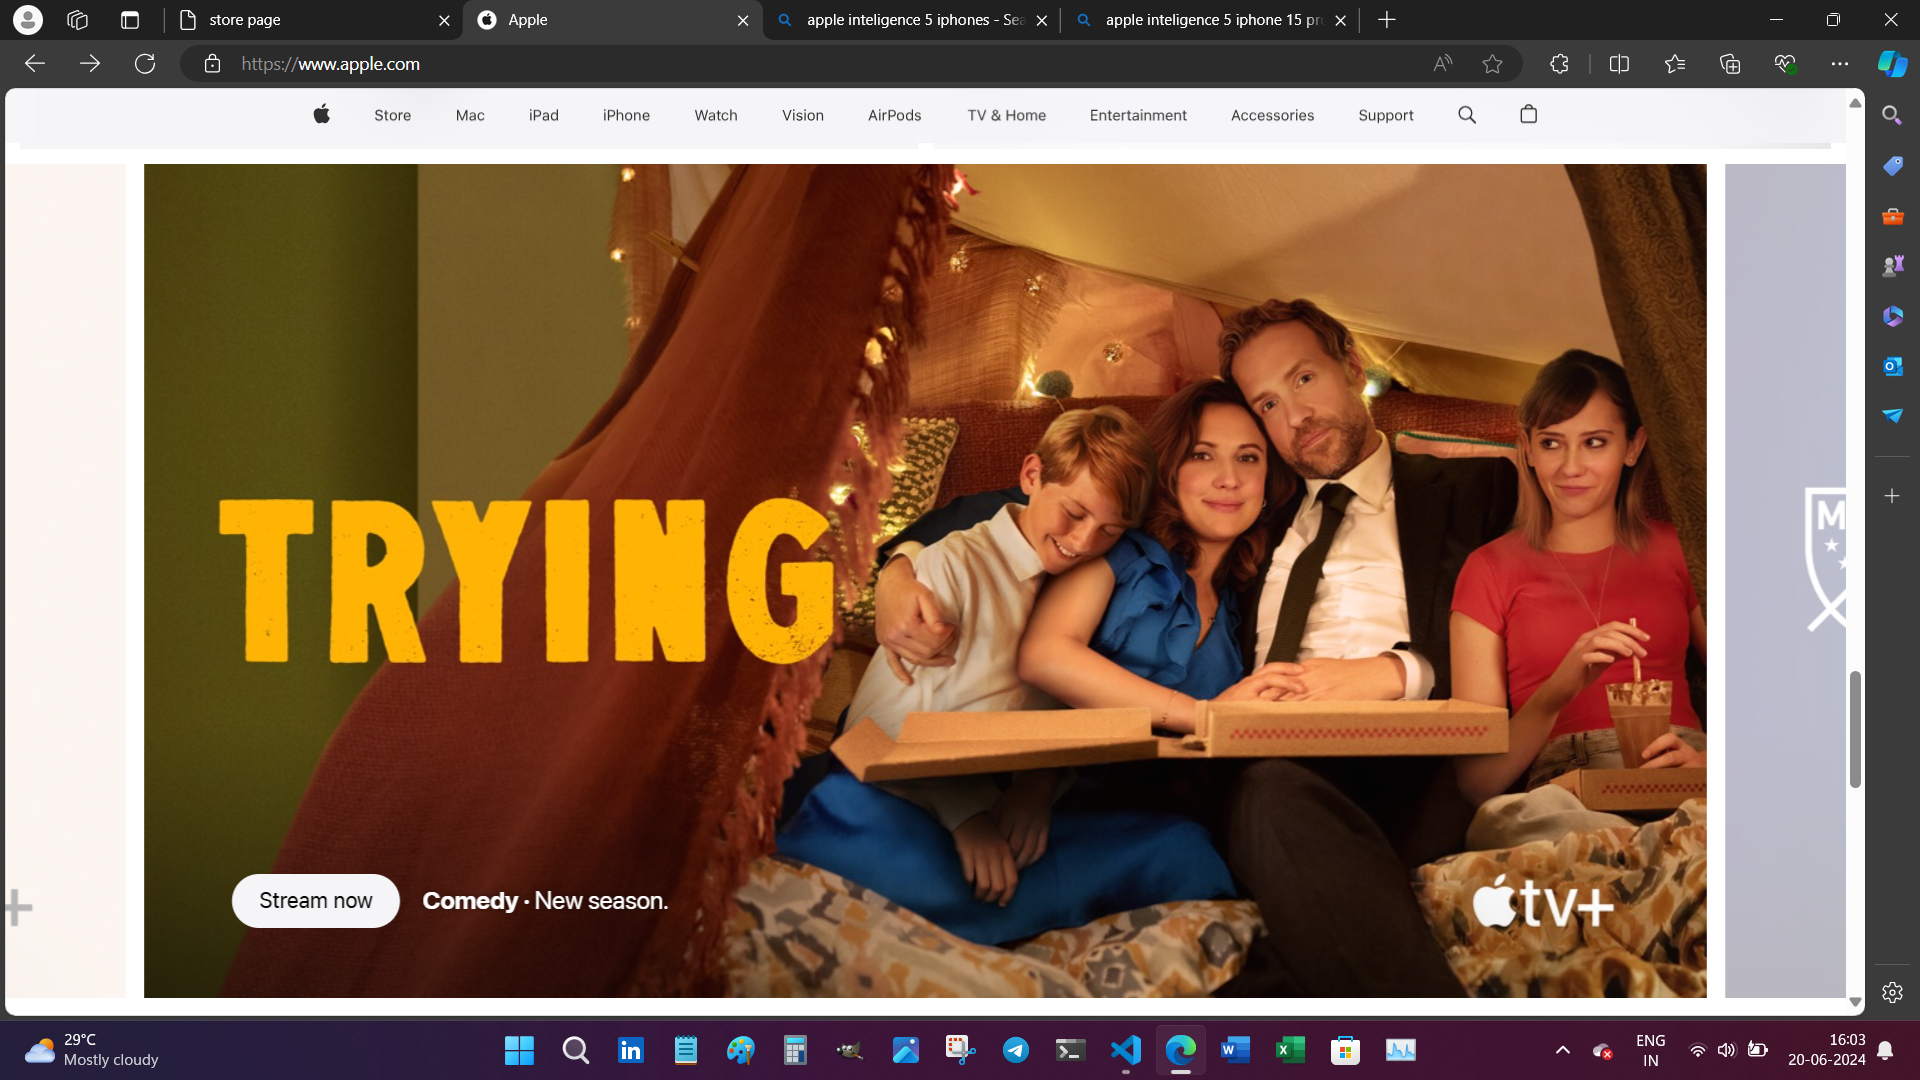 store page
Apple
apple inteligence 5 iphones - Sea
apple inteligence 5 iphone 15 pro
https://www.apple.com
Store Mac iPad iPhone Watch Vision AirPods TV & Home Entertainment Accessories Support
TRYING
M
Stream now
Comedy · New season.
tv+
29°C
Mostly cloudy
ENG
IN
16:03
20-06-2024